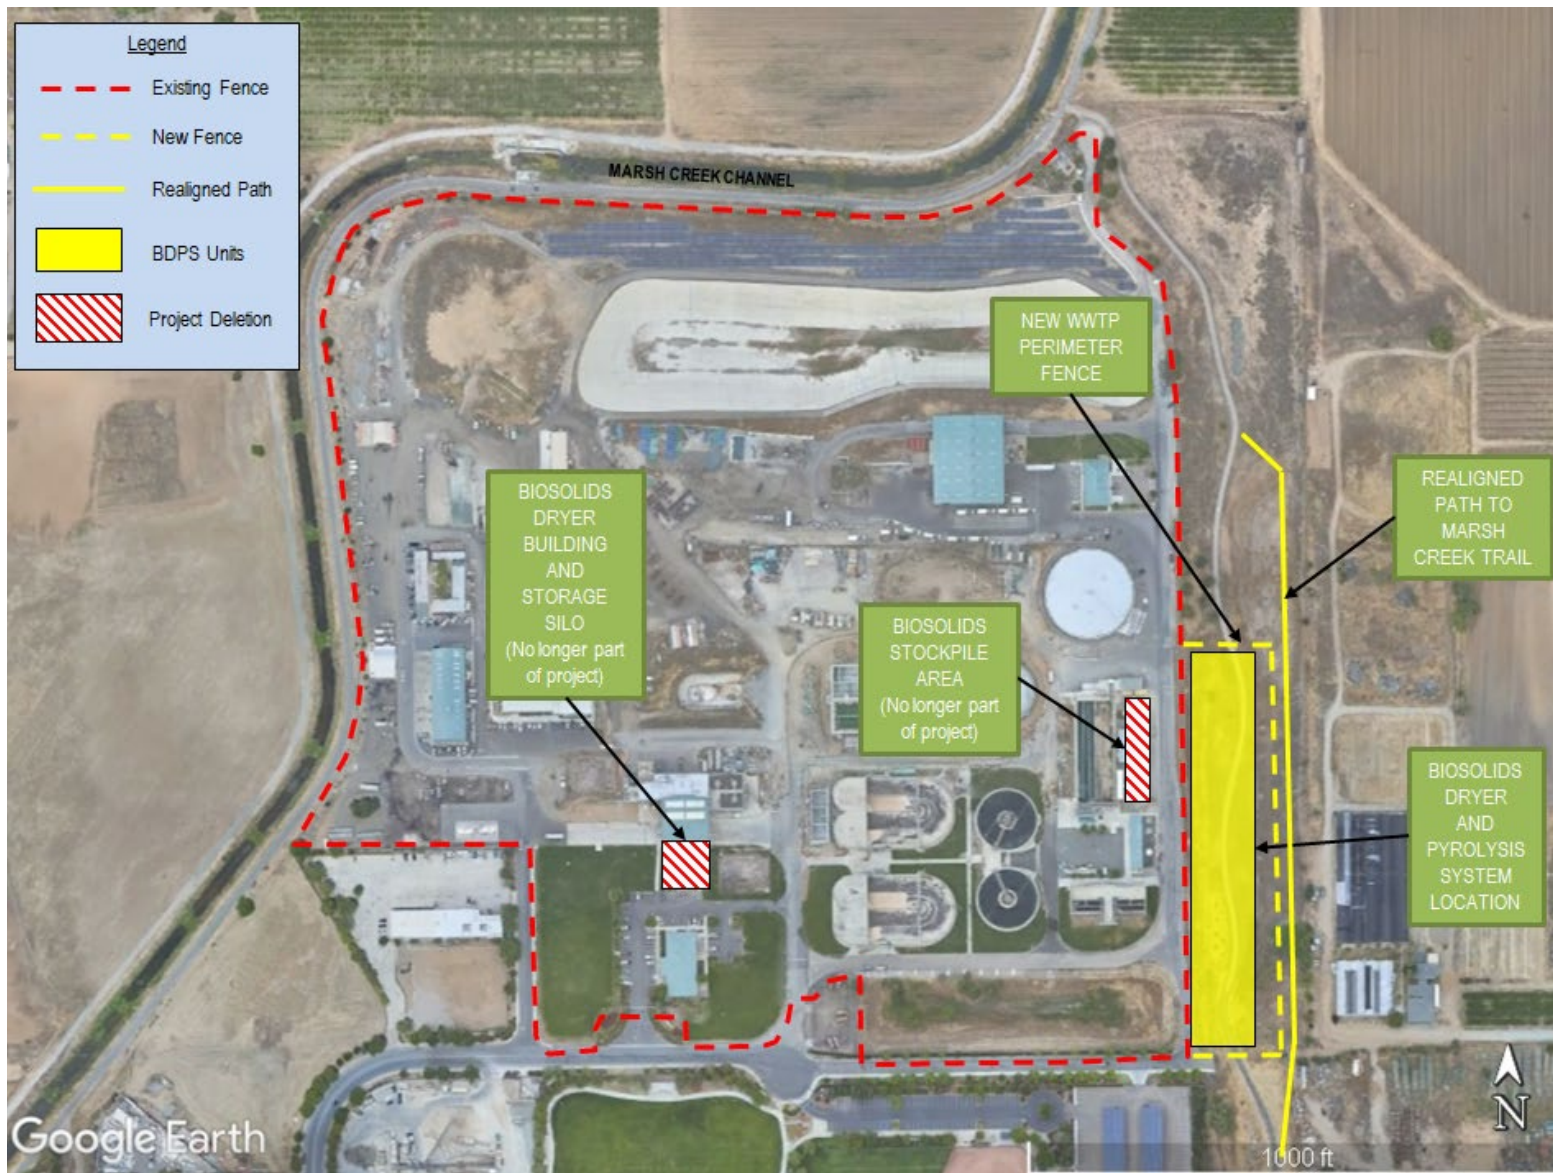 Legend
Existing Fence
New Fence
Realigned Path
BDPS Units
Project Deletion
MARSH CREEK CHANNEL
NEW WWTP
PERIMETER
FENCE
BIOSOLIDS
DRYER
BUILDING
AND
STORAGE
SILO
(No longer part
of project)
BIOSOLIDS
STOCKPILE
AREA
(No longer part
of project)
REALIGNED
PATH TO
MARSH
CREEK TRAIL
BIOSOLIDS
DRYER
AND
PYROLYSIS
SYSTEM
LOCATION
N
Google Earth
1000 ft